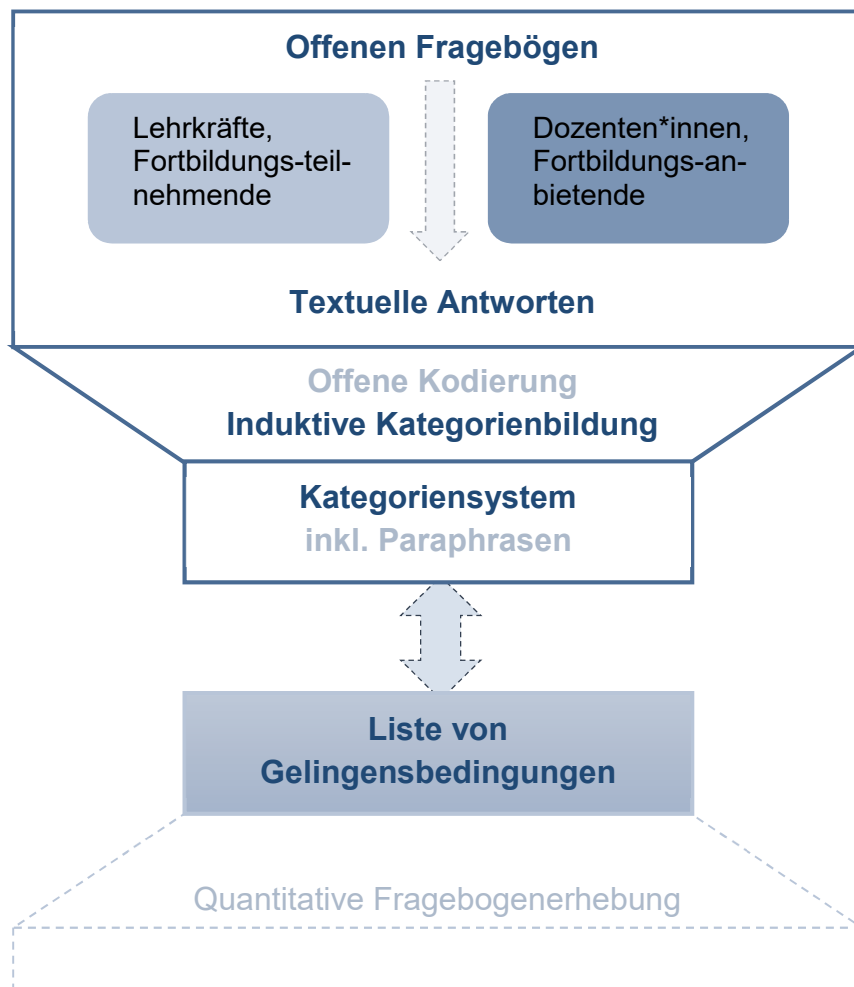 Offenen Fragebögen
Lehrkräfte,
Fortbildungs-teil-
nehmende
Dozenten*innen,
Fortbildungs-an-
bietende
Textuelle Antworten
Offene Kodierung
Induktive Kategorienbildung
Kategoriensystem
inkl. Paraphrasen
Liste von
Gelingensbedingungen
Quantitative Fragebogenerhebung